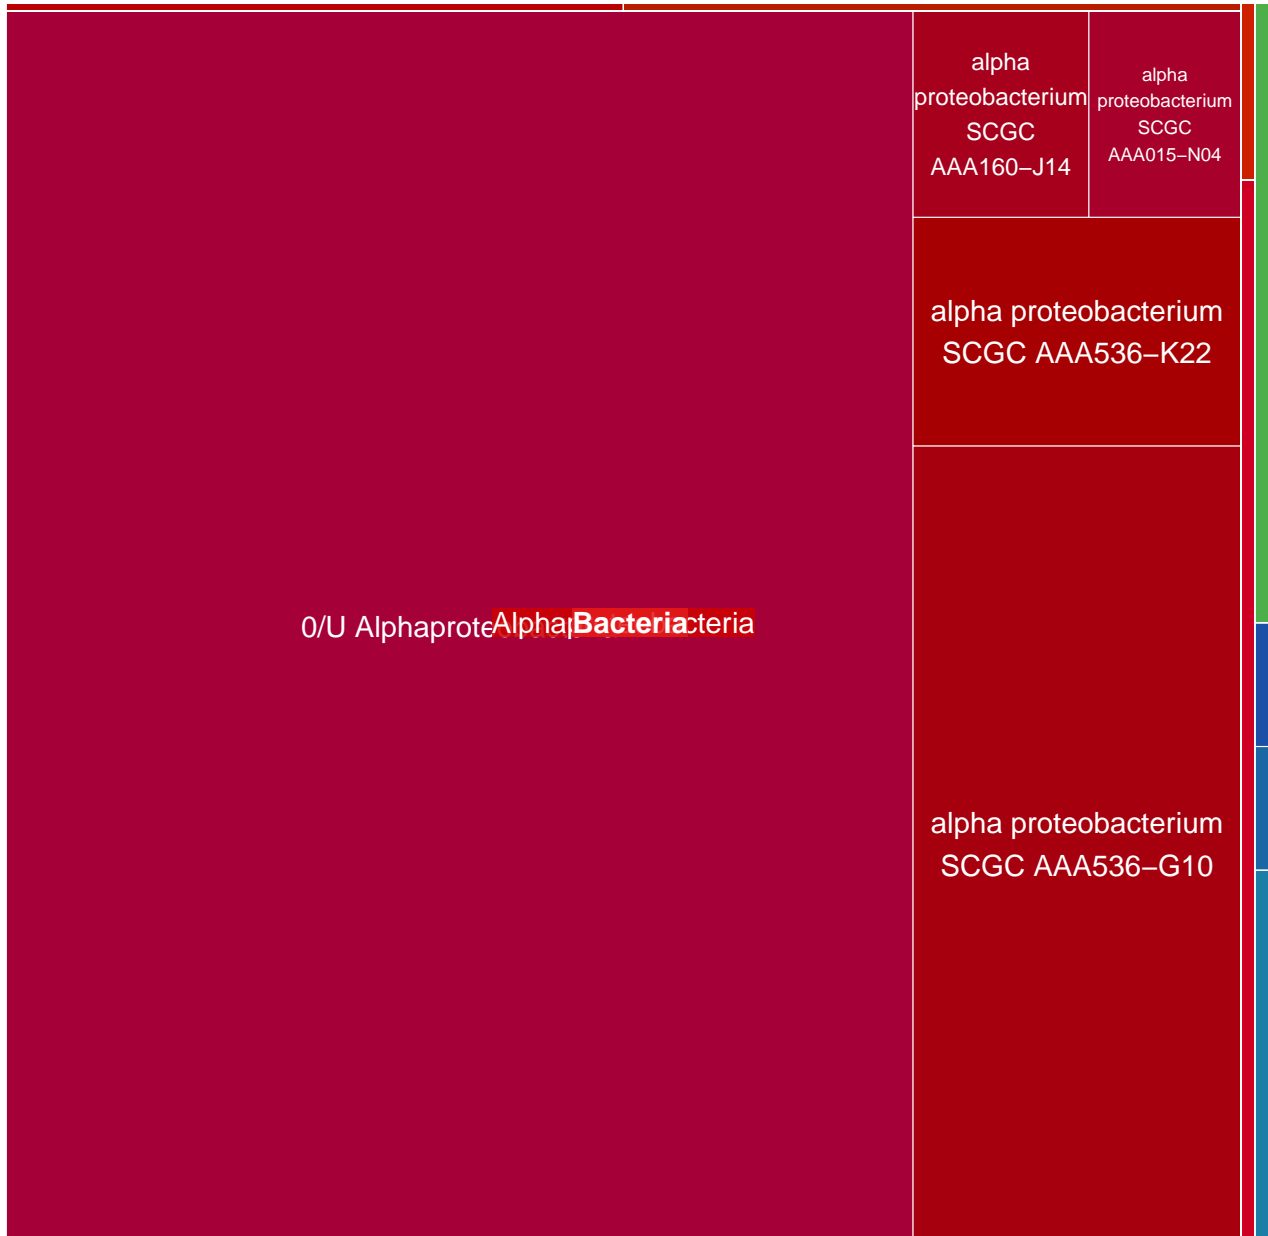 alpha
proteobacterium
SCGC
AAA160−J14
alpha
proteobacterium
SCGC
AAA015−N04
alpha proteobacterium
SCGC AAA536−K22
0/U Bacteria
alpha proteobacterium
SCGC AAA536−G10